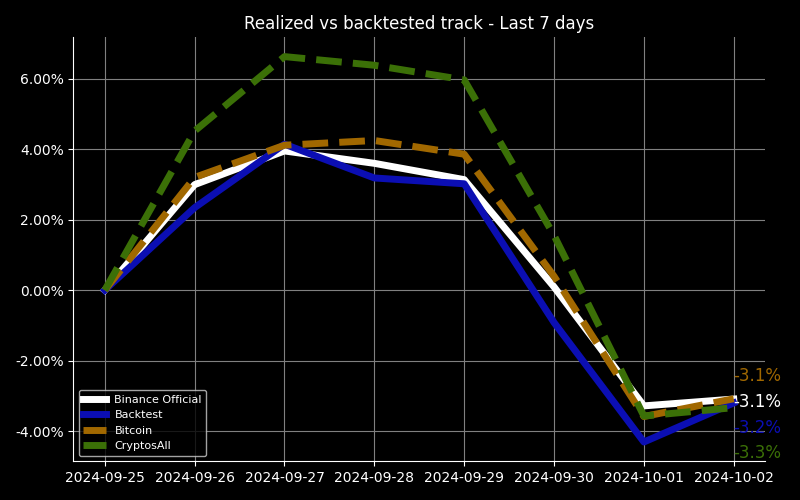 Realized vs backtested track - Last 7 days
6.00%
4.00%
2.00%
0.00%
-2.00%
-4.00%
-3.1%
-3.1%
-3.2%
-3.3%
Binance Official
Backtest
Bitcoin
CryptosAll
2024-09-25 2024-09-26 2024-09-27 2024-09-28 2024-09-29 2024-09-30 2024-10-01 2024-10-02